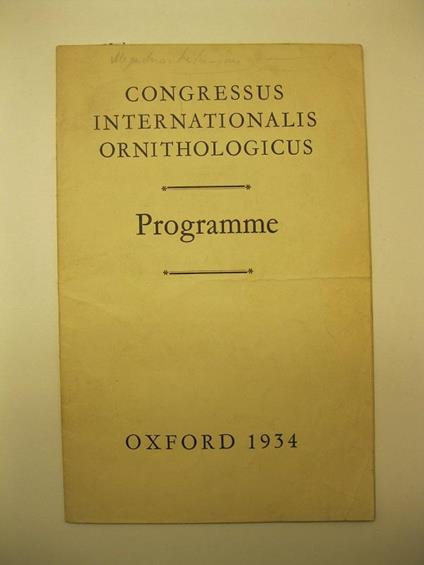 CONGRESSUS
INTERNATIONALIS
ORNITHOLOGICUS
Programme
OXFORD 1934